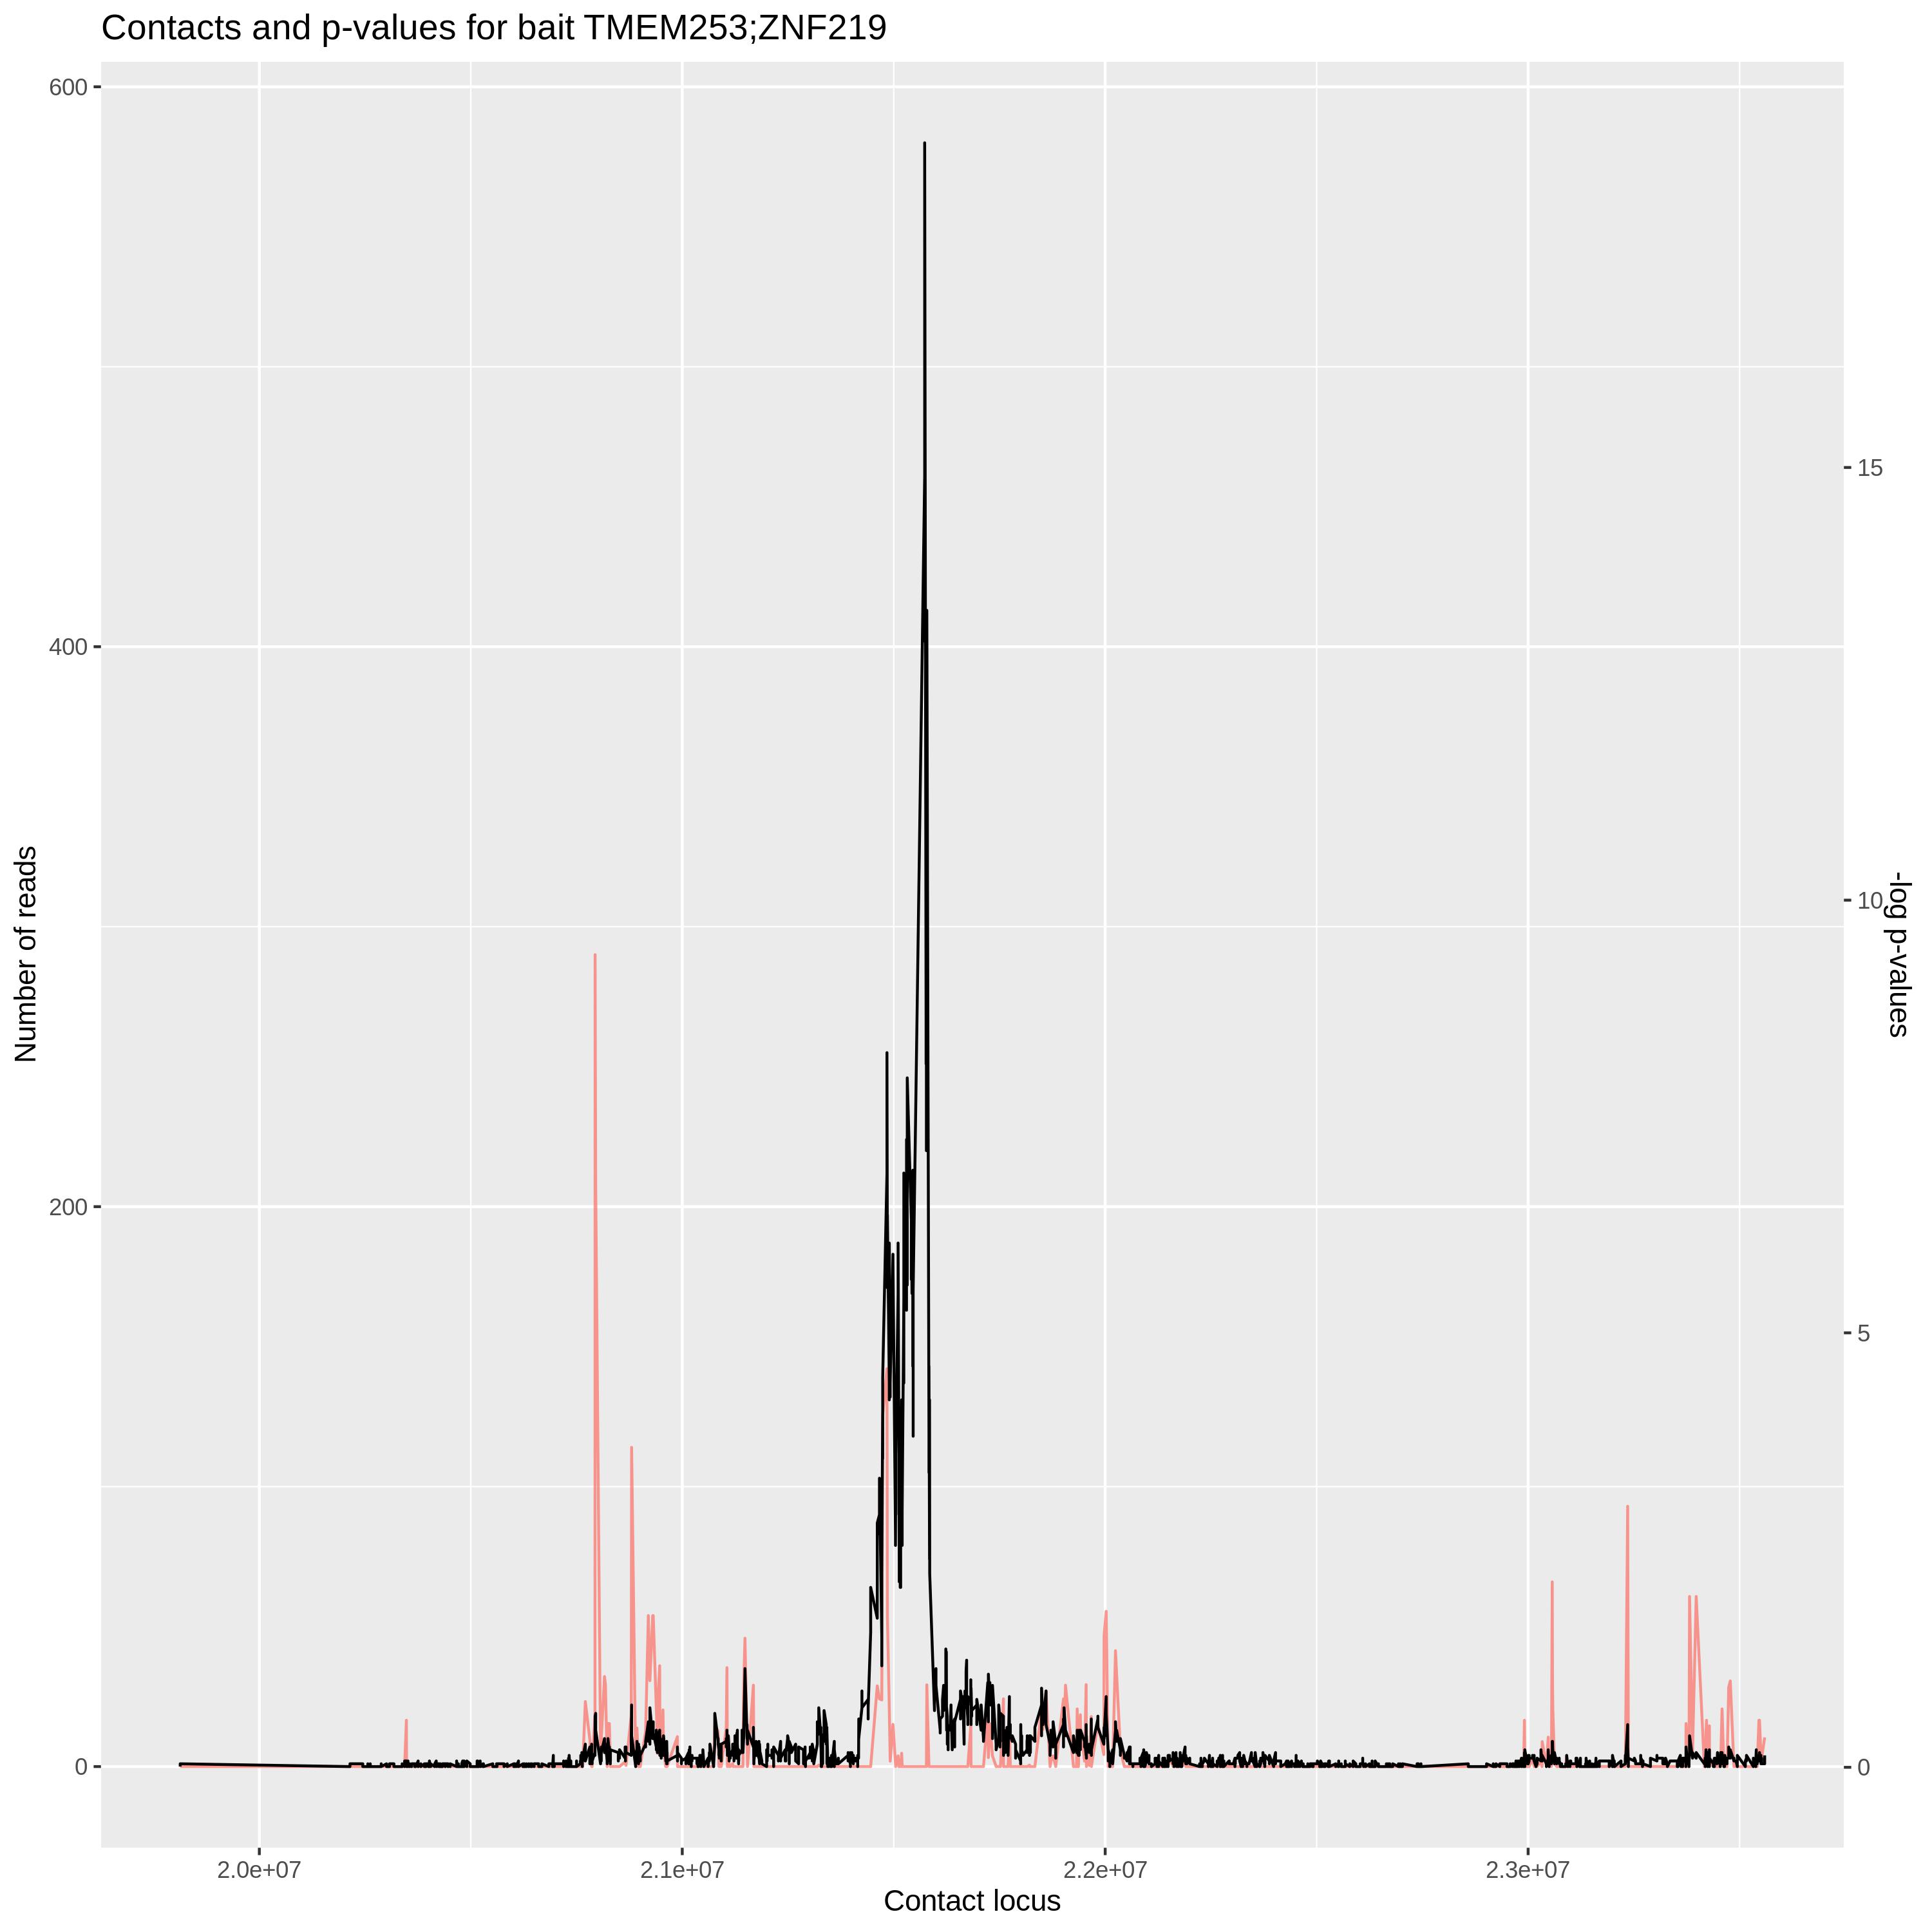 Contacts and p-values for bait TMEM253;ZNF219
600
400
200
0
Number of reads
15
10
5
0
-log p-values
2.0e+07
2.1e+07
2.2e+07
2.3e+07
Contact locus